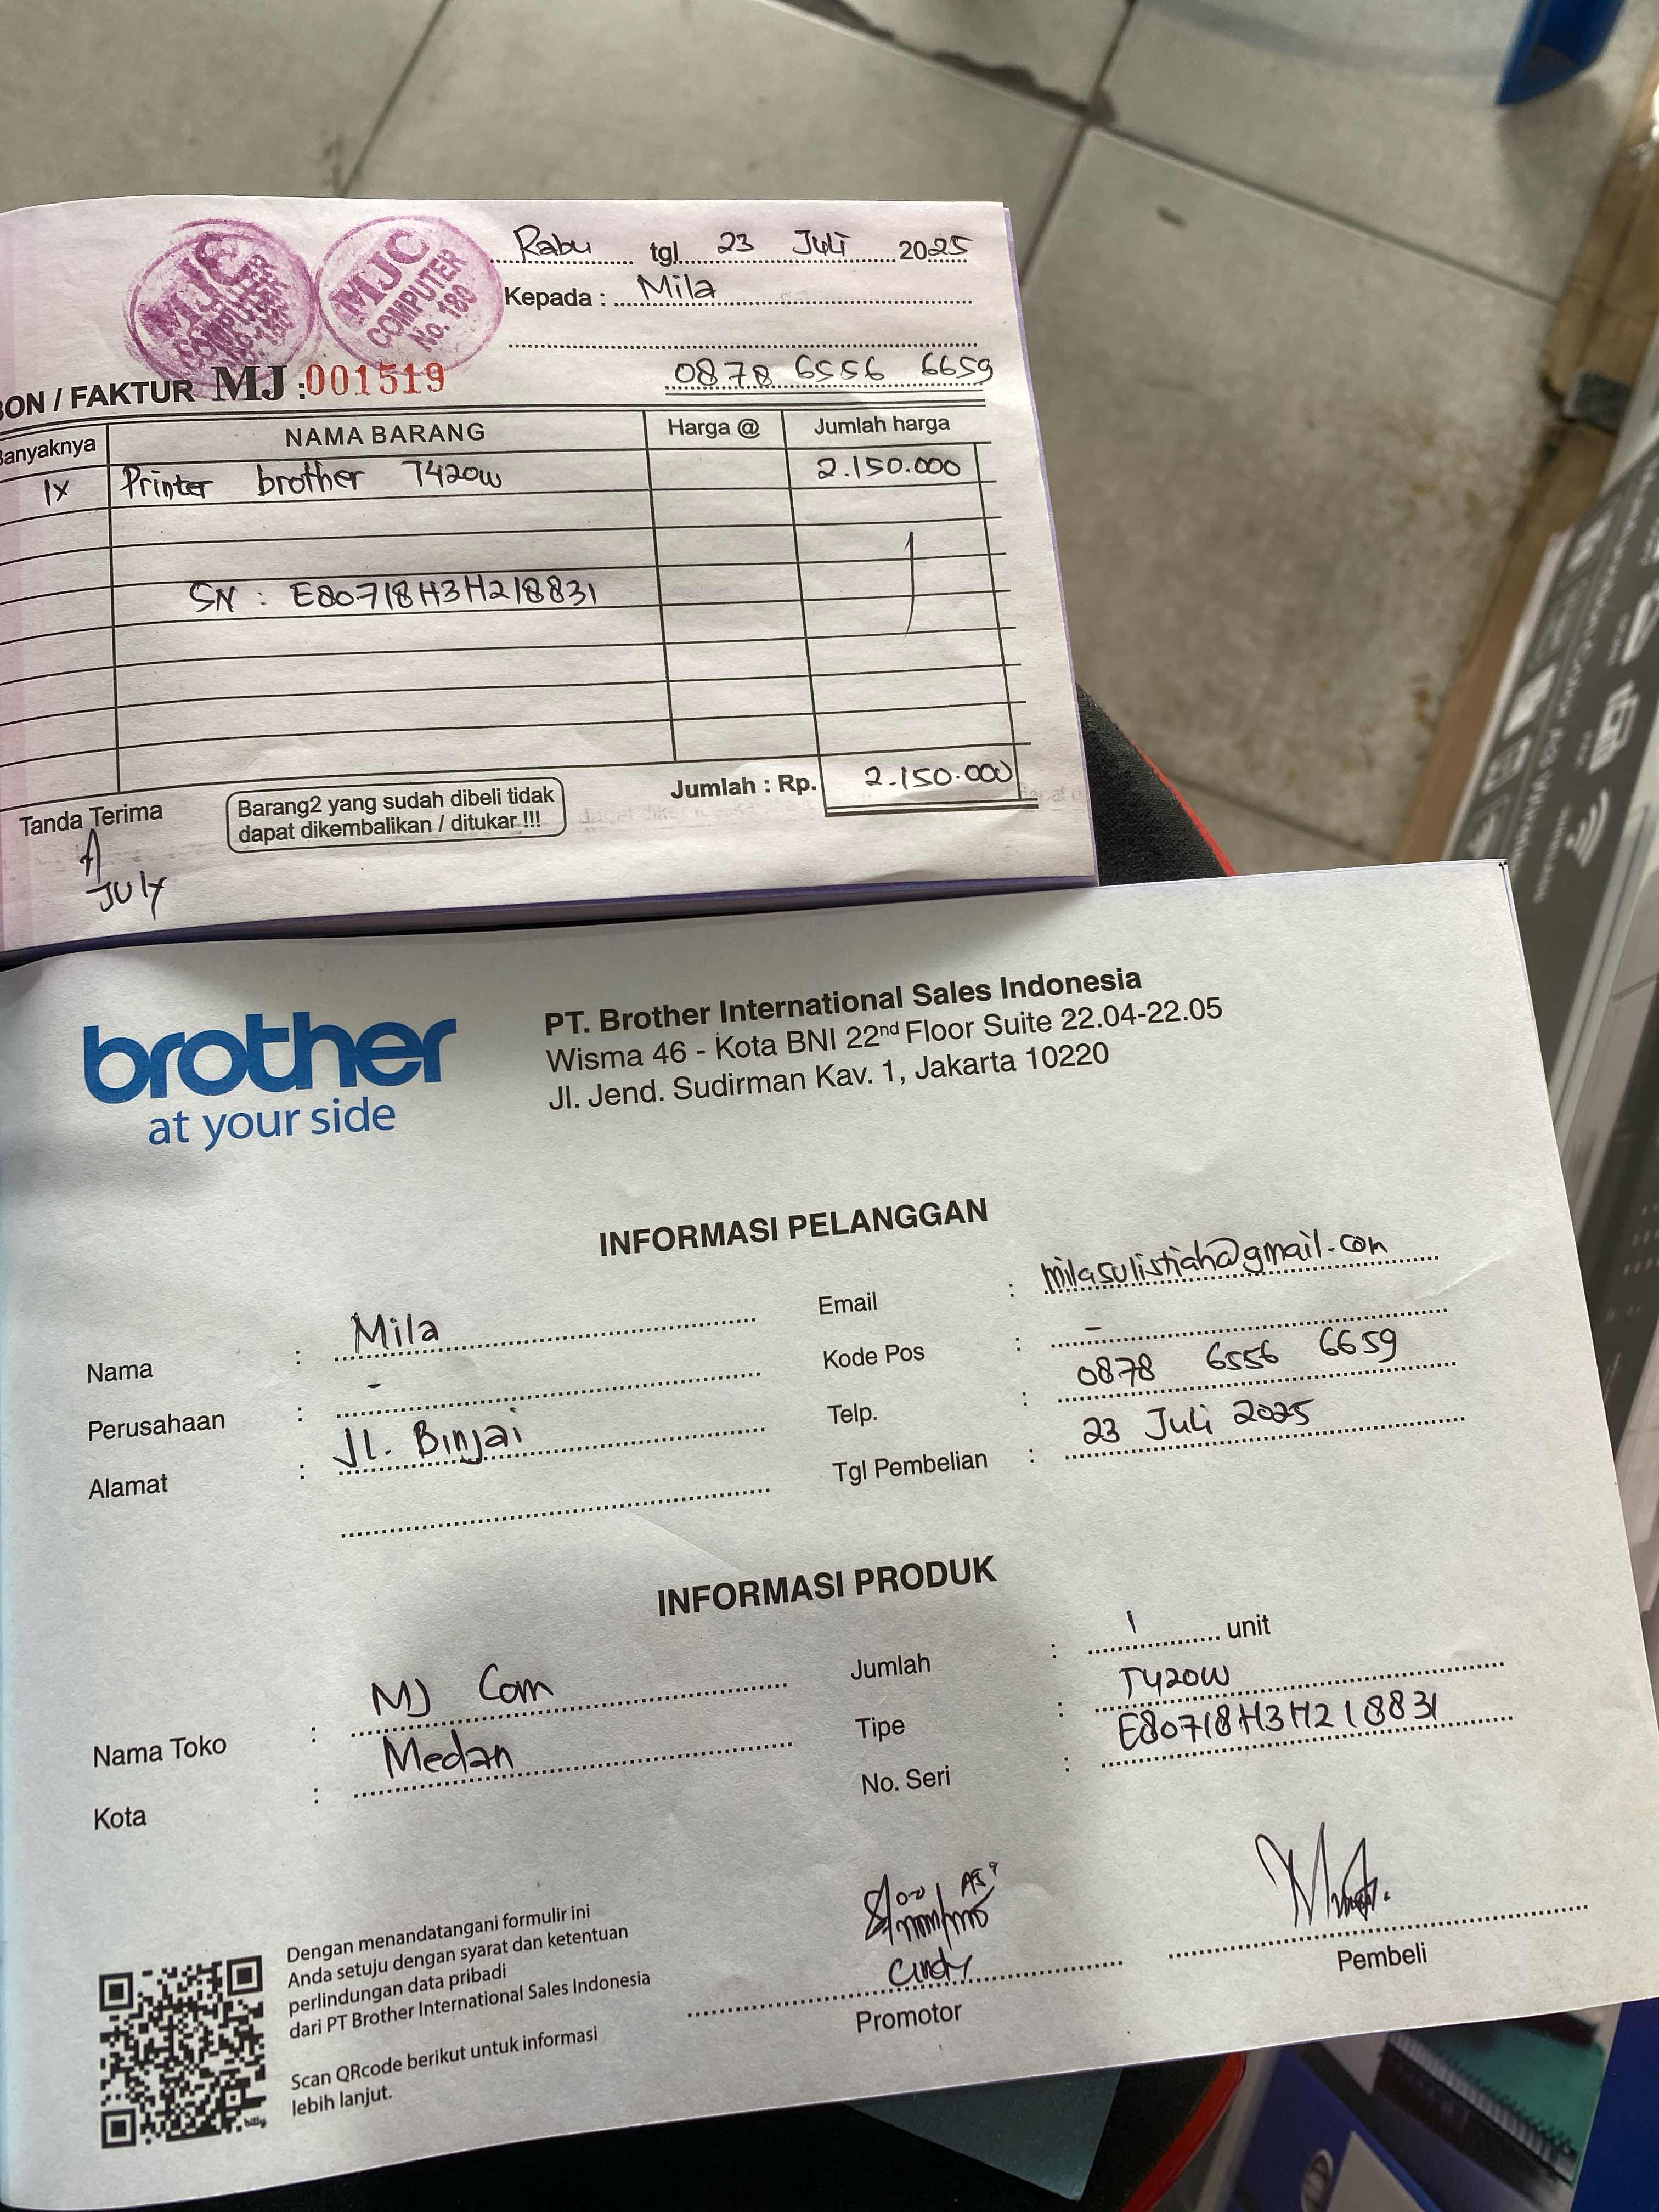 MJC COMPUTER No. 180
MJC COMPUTER No. 180
Rabu tgl. 23 Juli 2025
Kepada : Mila
0878 6556 6659
BON / FAKTUR MJ :001519
Banyaknya NAMA BARANG Harga @ Jumlah harga
1x Printer brother T420w 2.150.000
SN : E80718H3H218831
Jumlah : Rp. 2.150.000
Tanda Terima
Barang2 yang sudah dibeli tidak
dapat dikembalikan / ditukar !!!
JULY
brother
at your side
PT. Brother International Sales Indonesia
Wisma 46 - Kota BNI 22nd Floor Suite 22.04-22.05
Jl. Jend. Sudirman Kav. 1, Jakarta 10220
INFORMASI PELANGGAN
Nama : Mila
Perusahaan : -
Alamat : Jl. Binjai
Email : milasulistiah@gmail.com
Kode Pos : -
Telp. : 0878 6556 6659
Tgl Pembelian : 23 Juli 2025
INFORMASI PRODUK
Nama Toko : MJ Com
Kota : Medan
Jumlah : 1 unit
Tipe : T420W
No. Seri : E80718H3H218831
Dengan menandatangani formulir ini
Anda setuju dengan syarat dan ketentuan
perlindungan data pribadi
dari PT Brother International Sales Indonesia
Scan QRcode berikut untuk informasi
lebih lanjut.
bitly
Cindy
Promotor
Pembeli